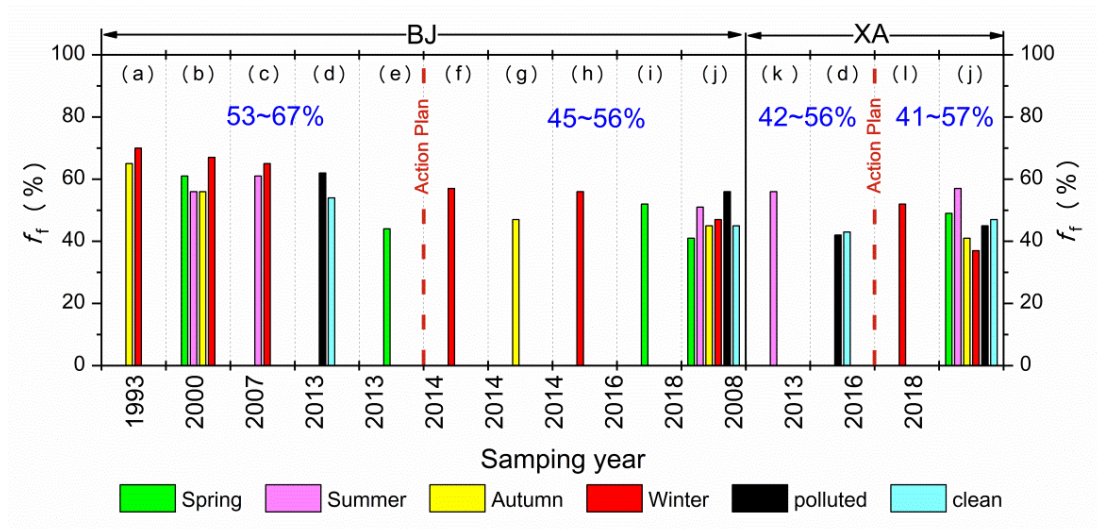 BJ XA
100 100
(a) (b) (c) (d) (e) (f) (g) (h) (i) (j) (k) (d) (l) (j)
80 53~67% 45~56% 42~56% 41~57% 80
Action Plan
Action Plan
60 60
40 40
20 20
0 0
f_f (%)
f_f (%)
1993 2000 2007 2013 2013 2014 2014 2014 2016 2018 2008 2013 2016 2018
Samping year
Spring Summer Autumn Winter polluted clean